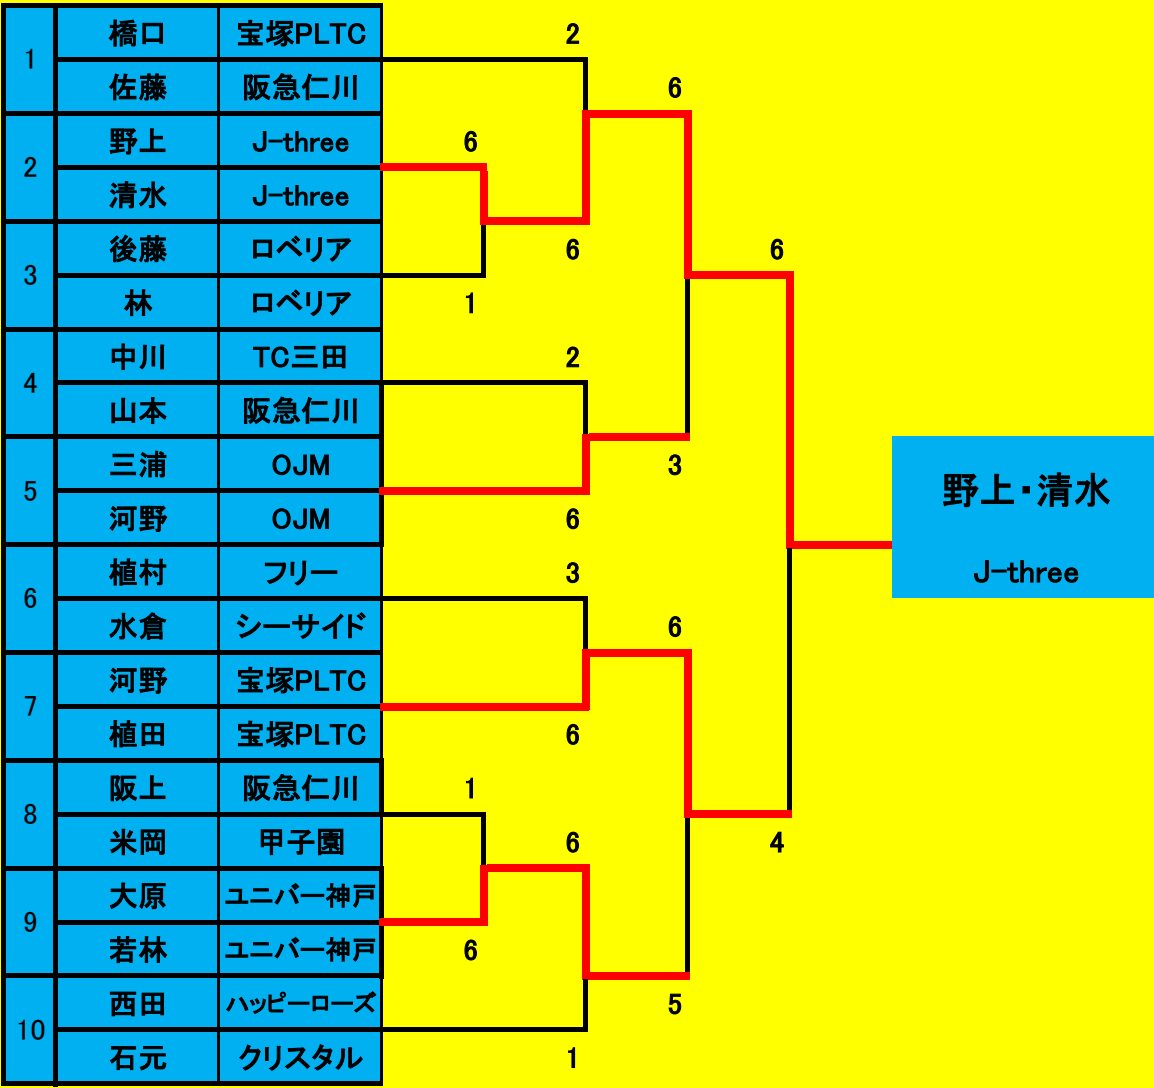 橋口 宝塚PLTC 2
1
佐藤 阪急仁川 6
野上 J-three 6
2
清水 J-three
後藤 ロベリア 6 6
3
林 ロベリア 1
中川 TC三田 2
4
山本 阪急仁川
三浦 OJM 3
5
河野 OJM 6
野上・清水
J-three
植村 フリー 3
6
水倉 シーサイド 6
河野 宝塚PLTC
7
植田 宝塚PLTC 6
阪上 阪急仁川 1
8
米岡 甲子園 6 4
大原 ユニバー神戸
9
若林 ユニバー神戸 6
西田 ハッピーローズ 5
10
石元 クリスタル 1